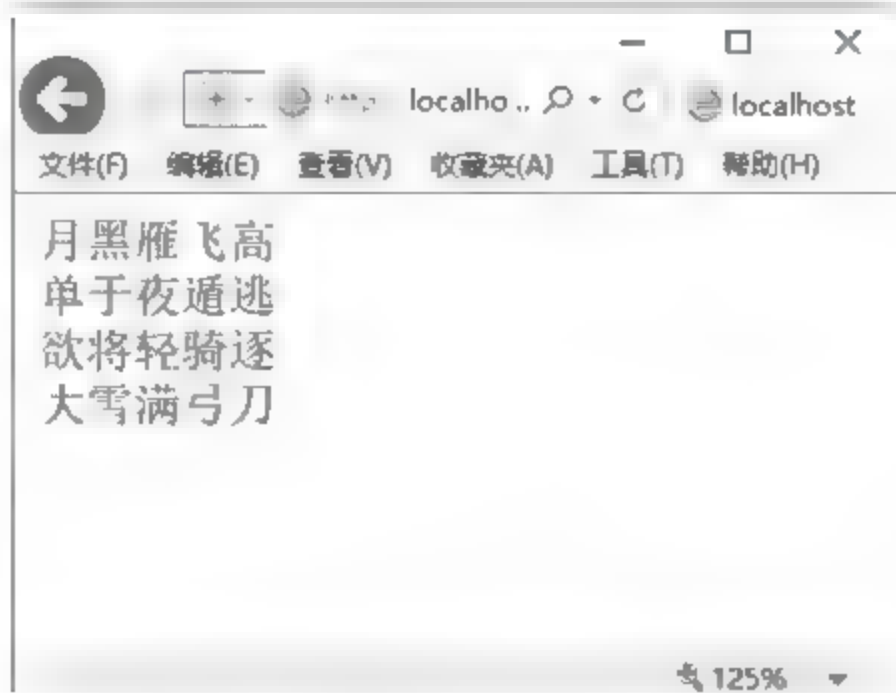 localho .. localhost
文件(F) 编辑(E) 查看(V) 收藏夹(A) 工具(T) 帮助(H)
月黑雁飞高
单于夜遁逃
欲将轻骑逐
大雪满弓刀
125%